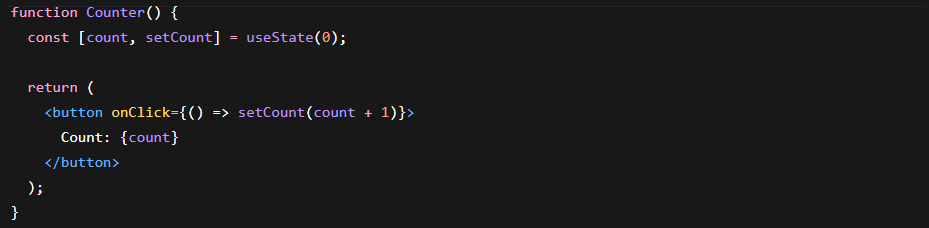 function Counter() {
  const [count, setCount] = useState(0);

  return (
    <button onClick={() => setCount(count + 1)}>
      Count: {count}
    </button>
  );
}